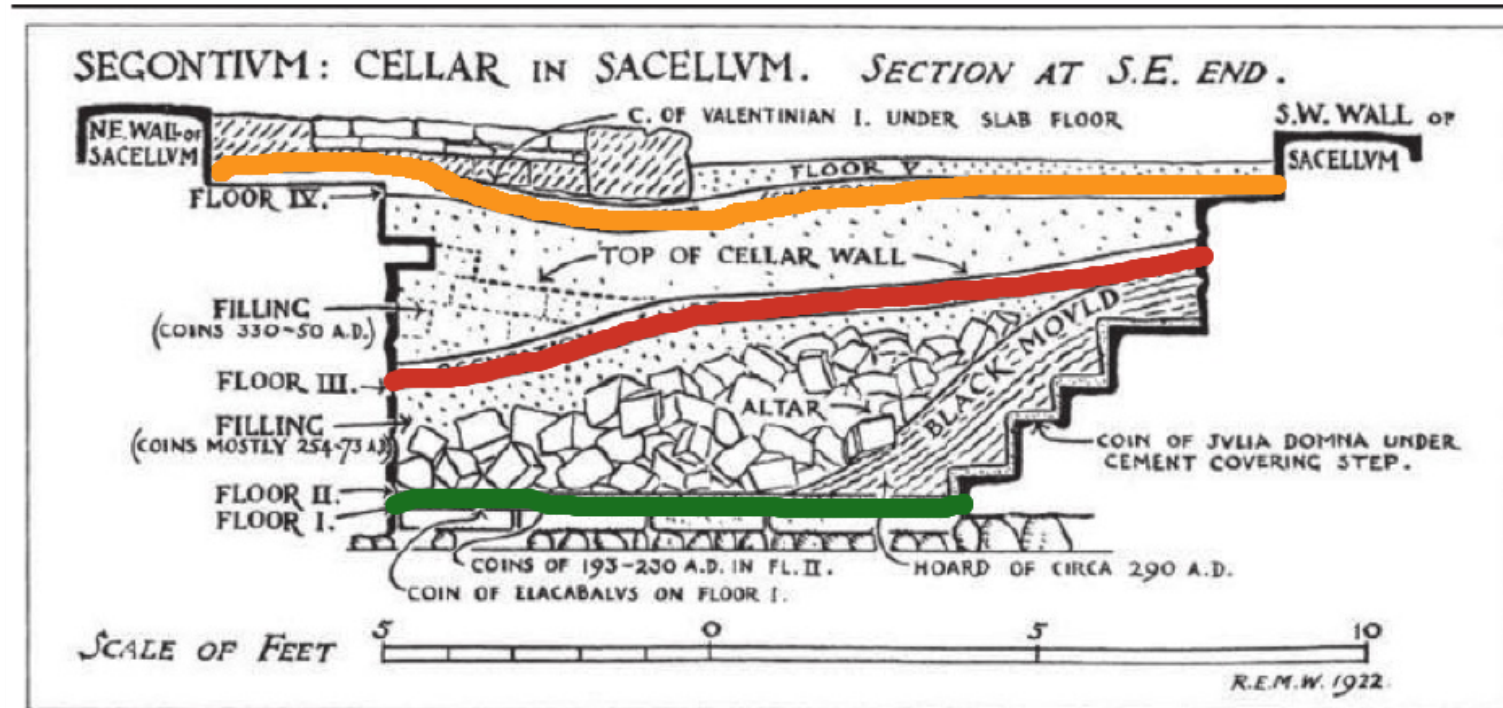 SEGONTIVM: CELLAR IN SACELLVM. SECTION AT S.E. END.
N.E. WALL OF
SACELLVM
C. OF VALENTINIAN I. UNDER SLAB FLOOR
S.W. WALL OF
SACELLVM
FLOOR V
FLOOR IV.
TOP OF CELLAR WALL
FILLING
(COINS 330-50 A.D.)
FLOOR III.
BLACK MOVLD
FILLING
(COINS MOSTLY 254-73 A.D.)
ALTAR
COIN OF JVLIA DOMNA UNDER
CEMENT COVERING STEP.
FLOOR II.
FLOOR I.
COINS OF 193-230 A.D. IN FL. II.
HOARD OF CIRCA 290 A.D.
COIN OF ELAGABALVS ON FLOOR I.
SCALE OF FEET
5 0 5 10
R.E.M.W. 1922.